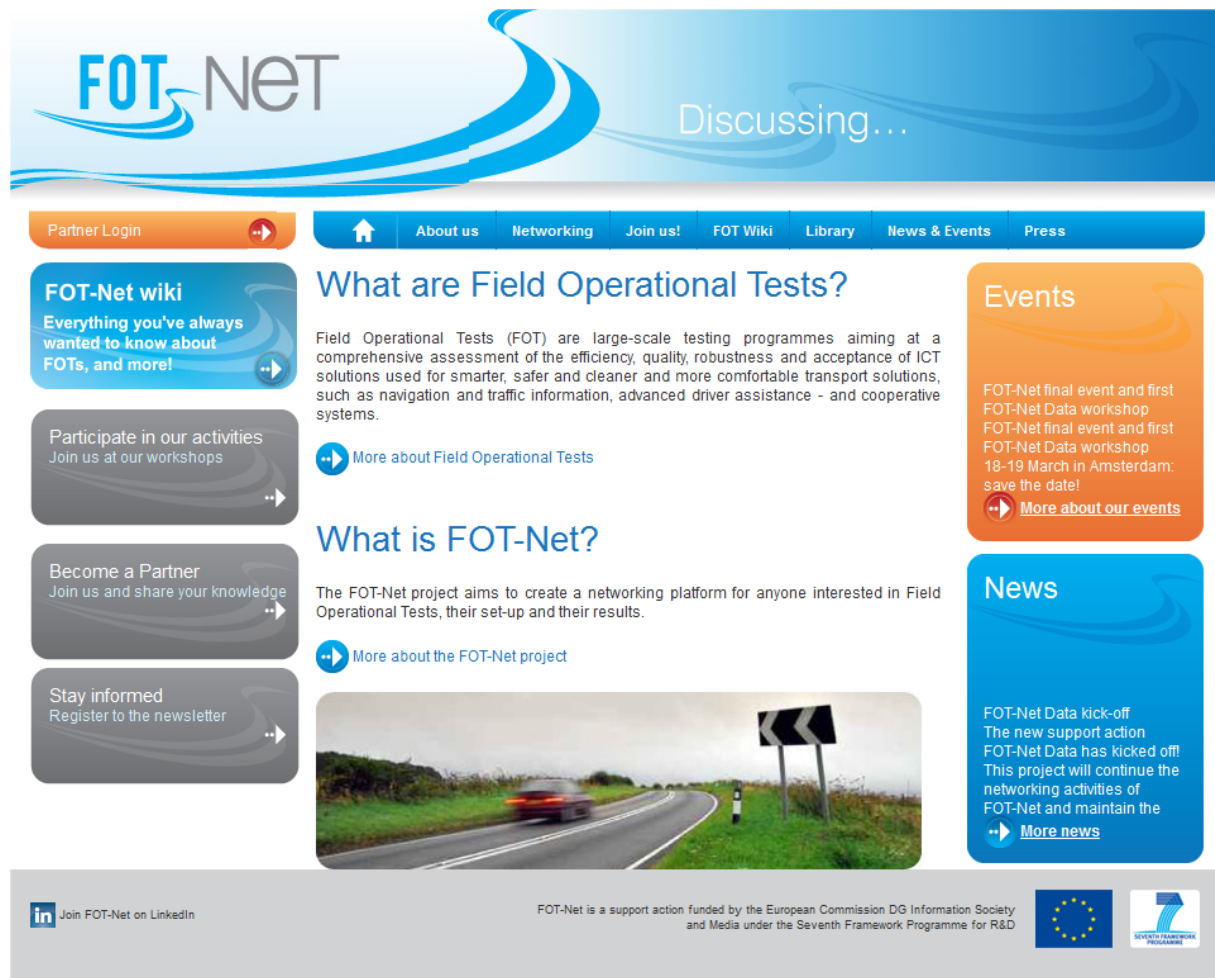 FOT NeT
Discussing...
Partner Login
About us
Networking
Join us!
FOT Wiki
Library
News & Events
Press
FOT-Net wiki
Everything you've always
wanted to know about
FOTs, and more!
Participate in our activities
Join us at our workshops
Become a Partner
Join us and share your knowledge
Stay informed
Register to the newsletter
What are Field Operational Tests?
Field Operational Tests (FOT) are large-scale testing programmes aiming at a
comprehensive assessment of the efficiency, quality, robustness and acceptance of ICT
solutions used for smarter, safer and cleaner and more comfortable transport solutions,
such as navigation and traffic information, advanced driver assistance - and cooperative
systems.
More about Field Operational Tests
What is FOT-Net?
The FOT-Net project aims to create a networking platform for anyone interested in Field
Operational Tests, their set-up and their results.
More about the FOT-Net project
Events
FOT-Net final event and first
FOT-Net Data workshop
FOT-Net final event and first
FOT-Net Data workshop
18-19 March in Amsterdam:
save the date!
More about our events
News
FOT-Net Data kick-off
The new support action
FOT-Net Data has kicked off!
This project will continue the
networking activities of
FOT-Net and maintain the
More news
in Join FOT-Net on LinkedIn
FOT-Net is a support action funded by the European Commission DG Information Society
and Media under the Seventh Framework Programme for R&D
7
SEVENTH FRAMEWORK
PROGRAMME